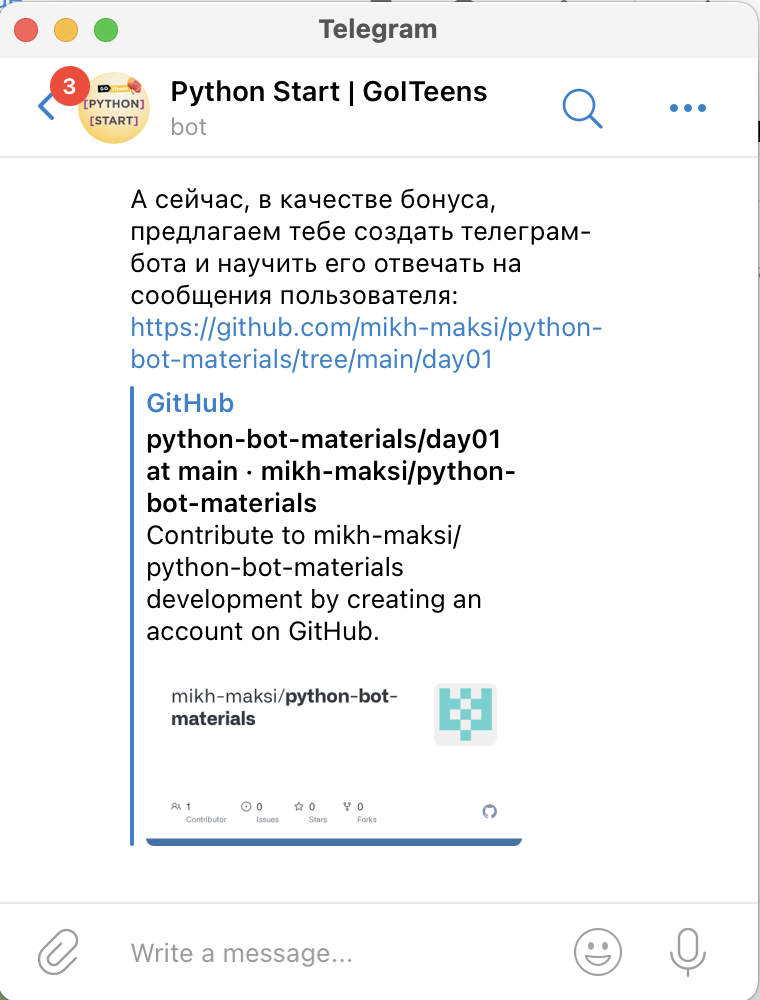 Telegram
3
GO ITeens
[PYTHON]
[START]
Python Start | GoITeens
bot
А сейчас, в качестве бонуса,
предлагаем тебе создать телеграм-
бота и научить его отвечать на
сообщения пользователя:
https://github.com/mikh-maksi/python-
bot-materials/tree/main/day01
GitHub
python-bot-materials/day01
at main · mikh-maksi/python-
bot-materials
Contribute to mikh-maksi/
python-bot-materials
development by creating an
account on GitHub.
mikh-maksi/python-bot-
materials
1 0 0 0
Contributor Issues Stars Forks
Write a message...